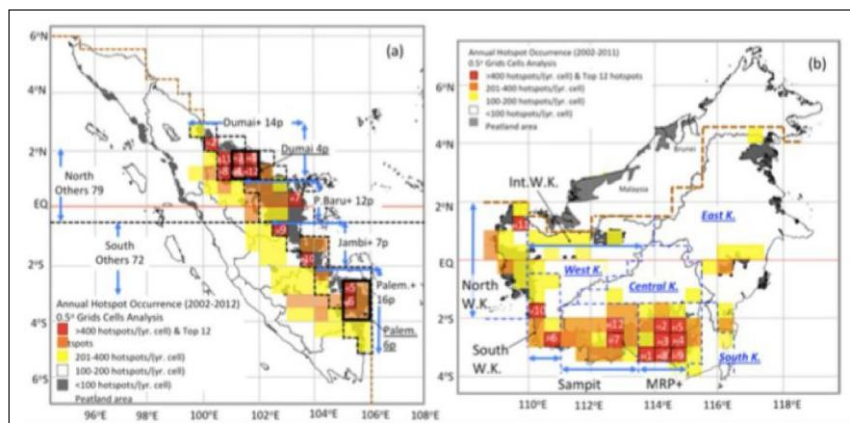 (a)
6°N
4°N
2°N
EQ
2°S
4°S
6°S
Dumai+ 14p
Dumai 4p
North
Others 79
P.Baru+ 12p
Jambi+ 7p
South
Others 72
Palem.+
16p
Palem.
6p
Annual Hotspot Occurrence (2002-2012)
0.5° Grids Cells Analysis
>400 hotspots/(yr. cell) & Top 12
tspots
201-400 hotspots/(yr. cell)
100-200 hotspots/(yr. cell)
<100 hotspots/(yr. cell)
Peatland area
96°E 98°E 100°E 102°E 104°E 106°E 108°E
(b)
Annual Hotspot Occurrence (2002-2011)
0.5° Grids Cells Analysis
>400 hotspots/(yr. cell) & Top 12 hotspots
201-400 hotspots/(yr. cell)
100-200 hotspots/(yr. cell)
<100 hotspots/(yr. cell)
Peatland area
6°N
4°N
2°N
EQ
2°S
4°S
Brunei
Malaysia
Int.W.K.
East K.
West K.
Central K.
North
W.K.
South
W.K.
South K.
Sampit
MRP+
110°E 112°E 114°E 116°E 118°E